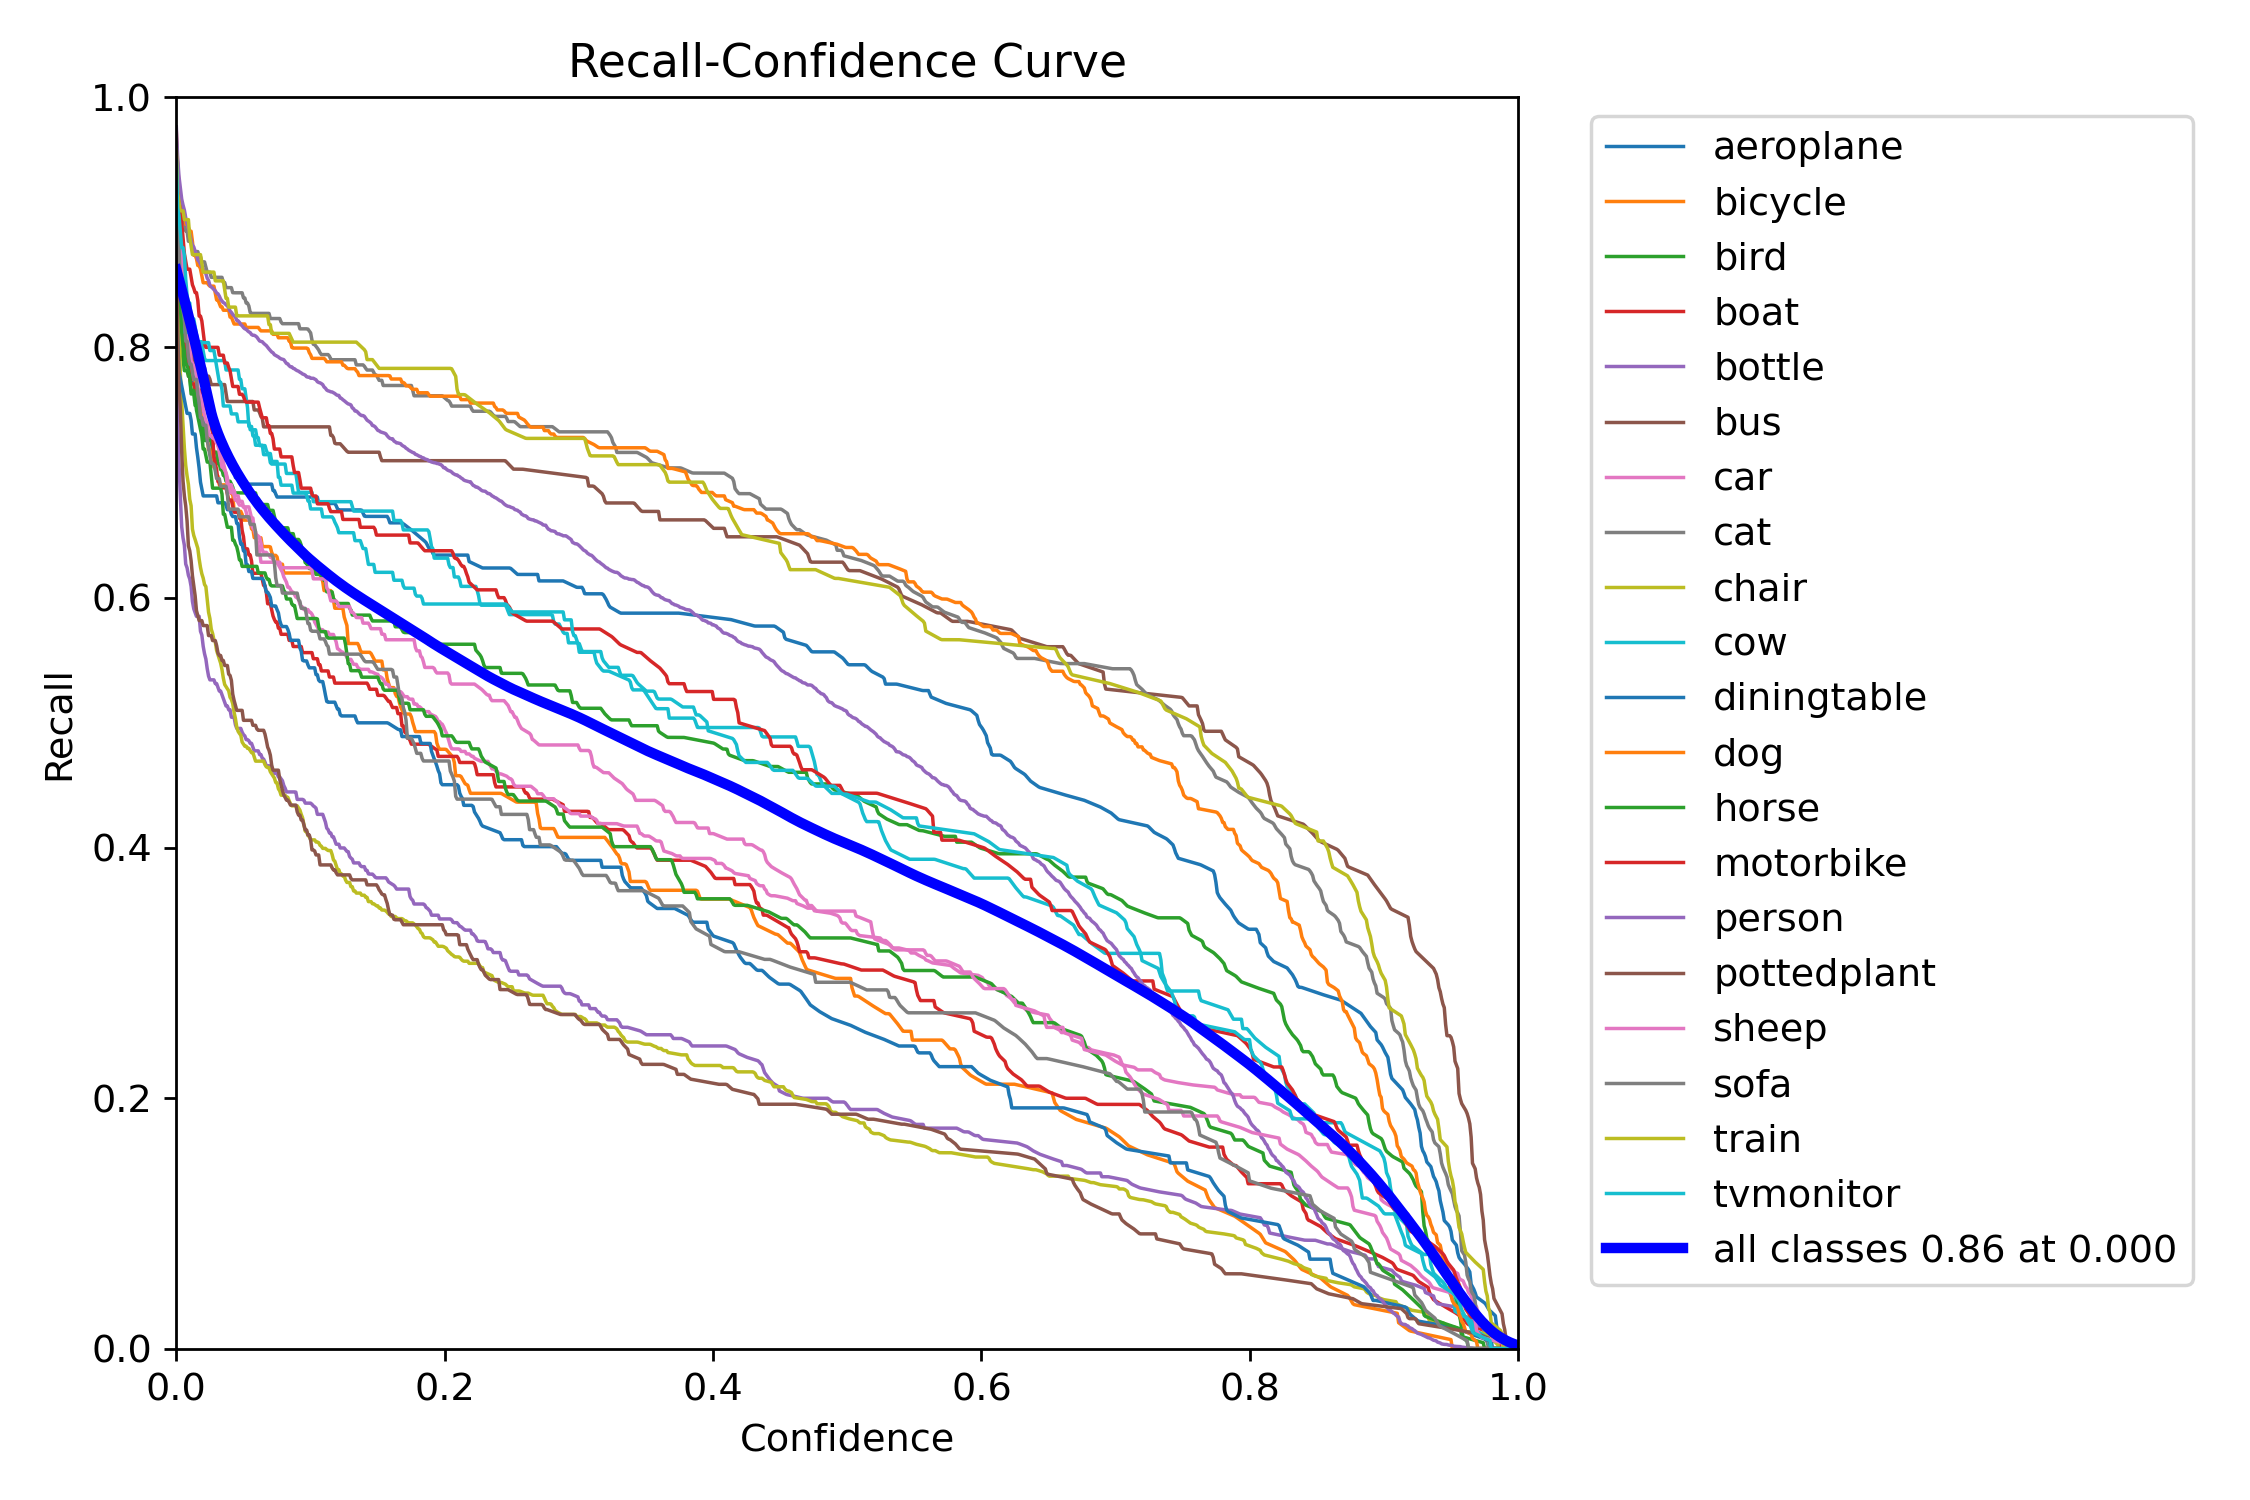 Recall-Confidence Curve
1.0
0.8
0.6
0.4
0.2
0.0
Recall
0.0 0.2 0.4 0.6 0.8 1.0
Confidence
aeroplane
bicycle
bird
boat
bottle
bus
car
cat
chair
cow
diningtable
dog
horse
motorbike
person
pottedplant
sheep
sofa
train
tvmonitor
all classes 0.86 at 0.000